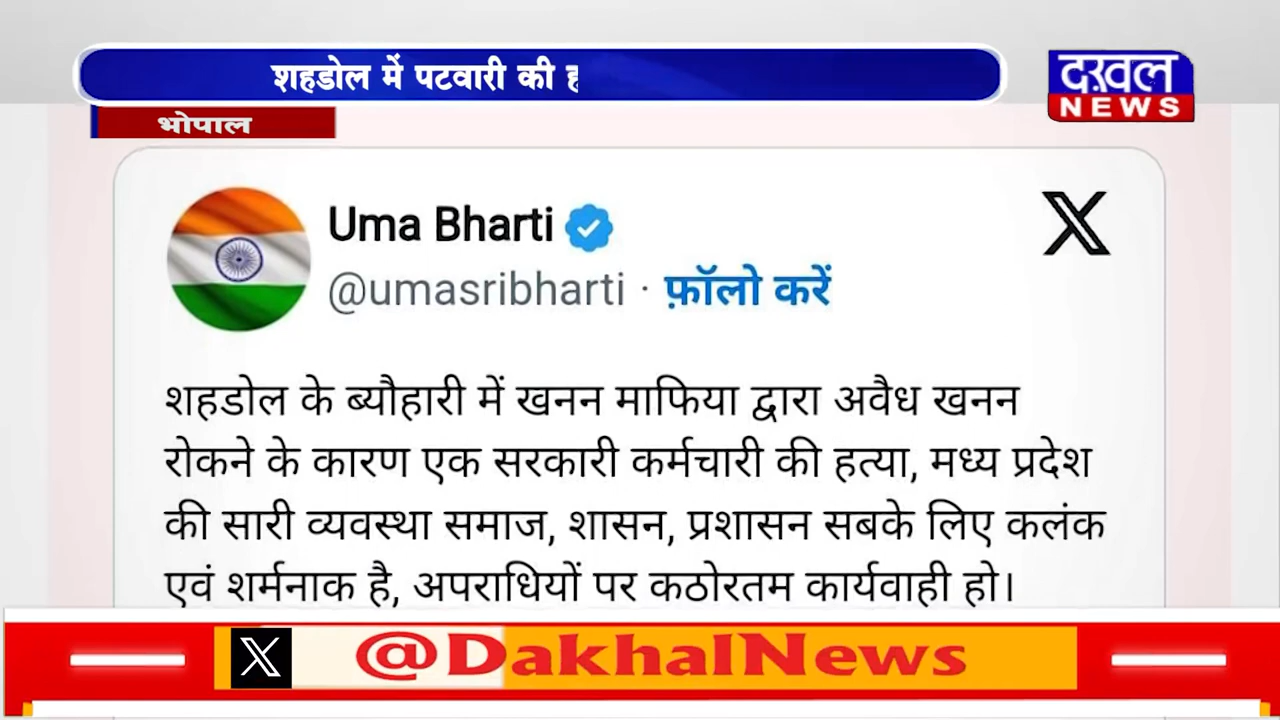 शहडोल में पटवारी की ह
दख़ल
NEWS
भोपाल
Uma Bharti
X
@umasribharti · फ़ॉलो करें
शहडोल के ब्यौहारी में खनन माफिया द्वारा अवैध खनन
रोकने के कारण एक सरकारी कर्मचारी की हत्या, मध्य प्रदेश
की सारी व्यवस्था समाज, शासन, प्रशासन सबके लिए कलंक
एवं शर्मनाक है, अपराधियों पर कठोरतम कार्यवाही हो।
X @DakhalNews